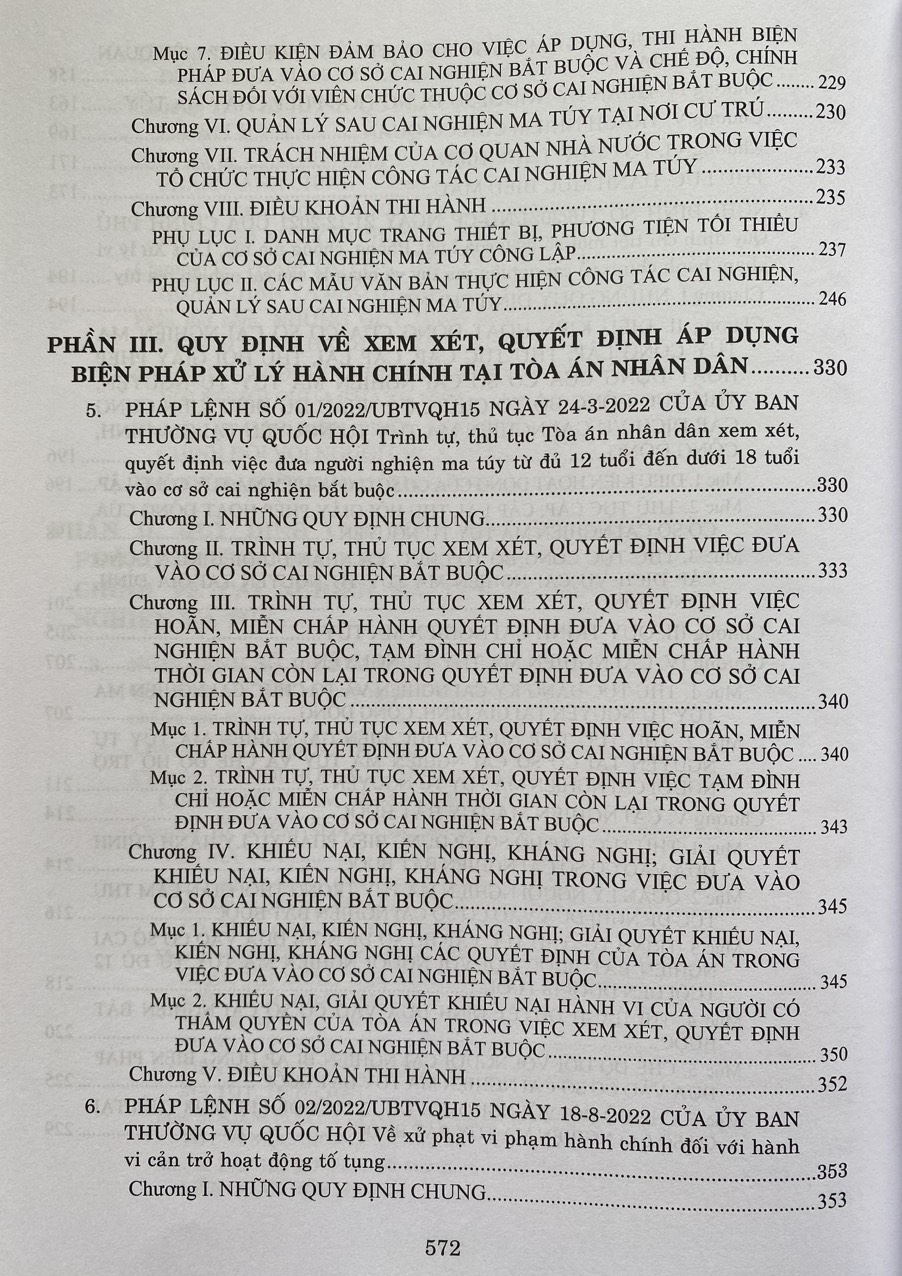 Mục 7. ĐIỀU KIỆN ĐẢM BẢO CHO VIỆC ÁP DỤNG, THI HÀNH BIỆN
PHÁP ĐƯA VÀO CƠ SỞ CAI NGHIỆN BẮT BUỘC VÀ CHẾ ĐỘ, CHÍNH
SÁCH ĐỐI VỚI VIÊN CHỨC THUỘC CƠ SỞ CAI NGHIỆN BẮT BUỘC ....... 229
Chương VI. QUẢN LÝ SAU CAI NGHIỆN MA TÚY TẠI NƠI CƯ TRÚ ........ 230
Chương VII. TRÁCH NHIỆM CỦA CƠ QUAN NHÀ NƯỚC TRONG VIỆC
TỔ CHỨC THỰC HIỆN CÔNG TÁC CAI NGHIỆN MA TÚY .................. 233
Chương VIII. ĐIỀU KHOẢN THI HÀNH .................................................... 235
PHỤ LỤC I. DANH MỤC TRANG THIẾT BỊ, PHƯƠNG TIỆN TỐI THIỂU
CỦA CƠ SỞ CAI NGHIỆN MA TÚY CÔNG LẬP....................................... 237
PHỤ LỤC II. CÁC MẪU VĂN BẢN THỰC HIỆN CÔNG TÁC CAI NGHIỆN,
QUẢN LÝ SAU CAI NGHIỆN MA TÚY..................................................... 246
PHẦN III. QUY ĐỊNH VỀ XEM XÉT, QUYẾT ĐỊNH ÁP DỤNG
BIỆN PHÁP XỬ LÝ HÀNH CHÍNH TẠI TÒA ÁN NHÂN DÂN.......... 330
5. PHÁP LỆNH SỐ 01/2022/UBTVQH15 NGÀY 24-3-2022 CỦA ỦY BAN
THƯỜNG VỤ QUỐC HỘI Trình tự, thủ tục Tòa án nhân dân xem xét,
quyết định việc đưa người nghiện ma túy từ đủ 12 tuổi đến dưới 18 tuổi
vào cơ sở cai nghiện bắt buộc................................................................ 330
Chương I. NHỮNG QUY ĐỊNH CHUNG.................................................... 330
Chương II. TRÌNH TỰ, THỦ TỤC XEM XÉT, QUYẾT ĐỊNH VIỆC ĐƯA
VÀO CƠ SỞ CAI NGHIỆN BẮT BUỘC.................................................. 333
Chương III. TRÌNH TỰ, THỦ TỤC XEM XÉT, QUYẾT ĐỊNH VIỆC
HOÃN, MIỄN CHẤP HÀNH QUYẾT ĐỊNH ĐƯA VÀO CƠ SỞ CAI
NGHIỆN BẮT BUỘC, TẠM ĐÌNH CHỈ HOẶC MIỄN CHẤP HÀNH
THỜI GIAN CÒN LẠI TRONG QUYẾT ĐỊNH ĐƯA VÀO CƠ SỞ CAI
NGHIỆN BẮT BUỘC .......................................................................... 340
Mục 1. TRÌNH TỰ, THỦ TỤC XEM XÉT, QUYẾT ĐỊNH VIỆC HOÃN, MIỄN
CHẤP HÀNH QUYẾT ĐỊNH ĐƯA VÀO CƠ SỞ CAI NGHIỆN BẮT BUỘC .... 340
Mục 2. TRÌNH TỰ, THỦ TỤC XEM XÉT, QUYẾT ĐỊNH VIỆC TẠM ĐÌNH
CHỈ HOẶC MIỄN CHẤP HÀNH THỜI GIAN CÒN LẠI TRONG QUYẾT
ĐỊNH ĐƯA VÀO CƠ SỞ CAI NGHIỆN BẮT BUỘC ................................. 343
Chương IV. KHIẾU NẠI, KIẾN NGHỊ, KHÁNG NGHỊ; GIẢI QUYẾT
KHIẾU NẠI, KIẾN NGHỊ, KHÁNG NGHỊ TRONG VIỆC ĐƯA VÀO
CƠ SỞ CAI NGHIỆN BẮT BUỘC.......................................................... 345
Mục 1. KHIẾU NẠI, KIẾN NGHỊ, KHÁNG NGHỊ; GIẢI QUYẾT KHIẾU NẠI,
KIẾN NGHỊ, KHÁNG NGHỊ CÁC QUYẾT ĐỊNH CỦA TÒA ÁN TRONG
VIỆC ĐƯA VÀO CƠ SỞ CAI NGHIỆN BẮT BUỘC................................. 345
Mục 2. KHIẾU NẠI, GIẢI QUYẾT KHIẾU NẠI HÀNH VI CỦA NGƯỜI CÓ
THẨM QUYỀN CỦA TÒA ÁN TRONG VIỆC XEM XÉT, QUYẾT ĐỊNH
ĐƯA VÀO CƠ SỞ CAI NGHIỆN BẮT BUỘC ........................................ 350
Chương V. ĐIỀU KHOẢN THI HÀNH ...................................................... 352
6. PHÁP LỆNH SỐ 02/2022/UBTVQH15 NGÀY 18-8-2022 CỦA ỦY BAN
THƯỜNG VỤ QUỐC HỘI Về xử phạt vi phạm hành chính đối với hành
vi cản trở hoạt động tố tụng.................................................................. 353
Chương I. NHỮNG QUY ĐỊNH CHUNG.................................................... 353
572